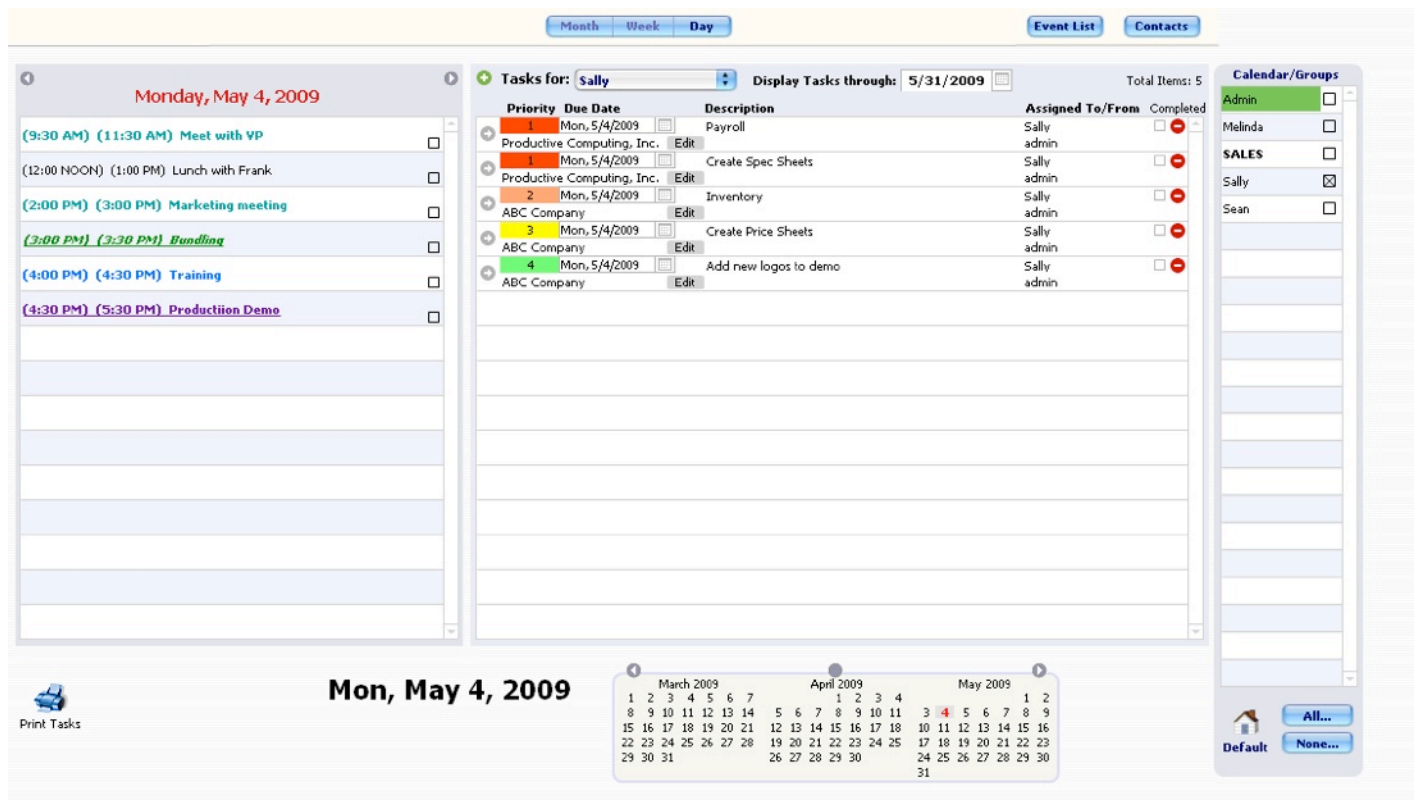 Month Week Day Event List Contacts
Monday, May 4, 2009
(9:30 AM) (11:30 AM) Meet with VP
(12:00 NOON) (1:00 PM) Lunch with Frank
(2:00 PM) (3:00 PM) Marketing meeting
(3:00 PM) (3:30 PM) Bundling
(4:00 PM) (4:30 PM) Training
(4:30 PM) (5:30 PM) Productiion Demo
Tasks for: Sally Display Tasks through: 5/31/2009 Total Items: 5
Priority Due Date Description Assigned To/From Completed
1 Mon, 5/4/2009 Payroll Sally
Productive Computing, Inc. Edit admin
1 Mon, 5/4/2009 Create Spec Sheets Sally
Productive Computing, Inc. Edit admin
2 Mon, 5/4/2009 Inventory Sally
ABC Company Edit admin
3 Mon, 5/4/2009 Create Price Sheets Sally
ABC Company Edit admin
4 Mon, 5/4/2009 Add new logos to demo Sally
ABC Company Edit admin
Calendar/Groups
Admin
Melinda
SALES
Sally
Sean
Print Tasks
Mon, May 4, 2009
March 2009
1 2 3 4 5 6 7
8 9 10 11 12 13 14
15 16 17 18 19 20 21
22 23 24 25 26 27 28
29 30 31
April 2009
1 2 3 4
5 6 7 8 9 10 11
12 13 14 15 16 17 18
19 20 21 22 23 24 25
26 27 28 29 30
May 2009
1 2
3 4 5 6 7 8 9
10 11 12 13 14 15 16
17 18 19 20 21 22 23
24 25 26 27 28 29 30
31
Default
All...
None...